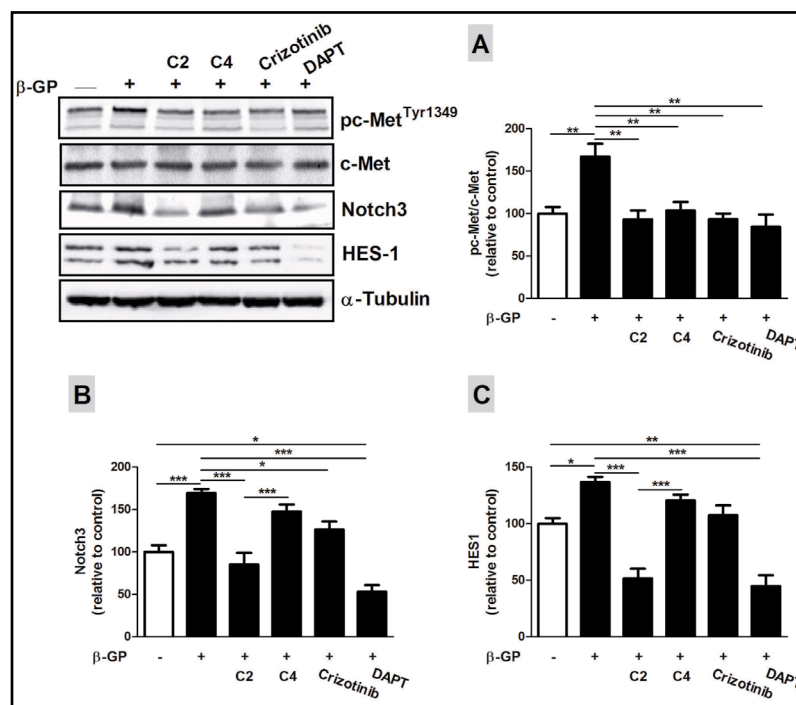 C2 C4 Crizotinib DAPT
β-GP — + + + + +
pc-Met Tyr1349
c-Met
Notch3
HES-1
α-Tubulin
A
** ** ** ** **
pc-Met/c-Met
(relative to control)
200
150
100
50
0
β-GP - + + + + +
C2 C4 Crizotinib DAPT
B
*
***
*
*** *** ***
Notch3
(relative to control)
200
150
100
50
0
β-GP - + + + + +
C2 C4 Crizotinib DAPT
C
**
***
* *** ***
HES1
(relative to control)
150
100
50
0
β-GP - + + + + +
C2 C4 Crizotinib DAPT